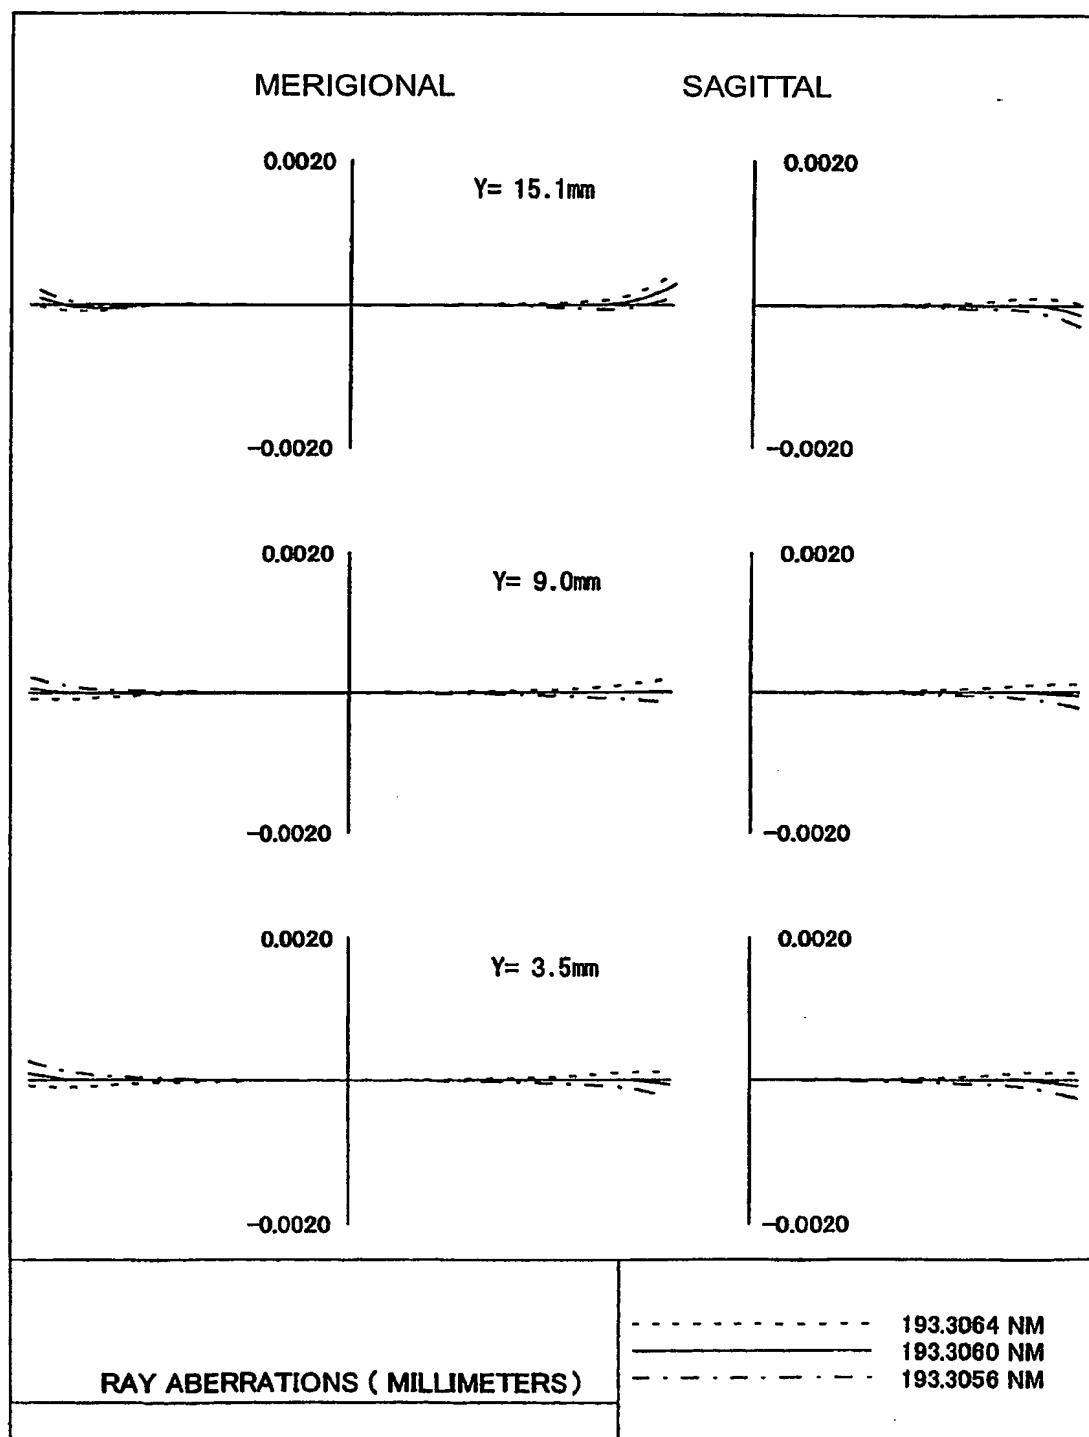 MERIGIONAL SAGITTAL
0.0020 0.0020
Y= 15.1mm
-0.0020 -0.0020
0.0020 0.0020
Y= 9.0mm
-0.0020 -0.0020
0.0020 0.0020
Y= 3.5mm
-0.0020 -0.0020
193.3064 NM
193.3060 NM
RAY ABERRATIONS ( MILLIMETERS ) 193.3056 NM